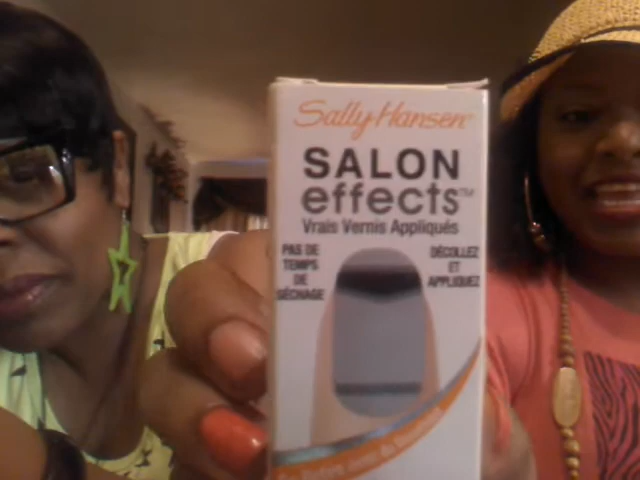 Sally Hansen®
SALON
effects™
Vrais Vernis Appliqués
PAS DE
TEMPS
DE
SÉCHAGE
DÉCOLLEZ
ET
APPLIQUEZ